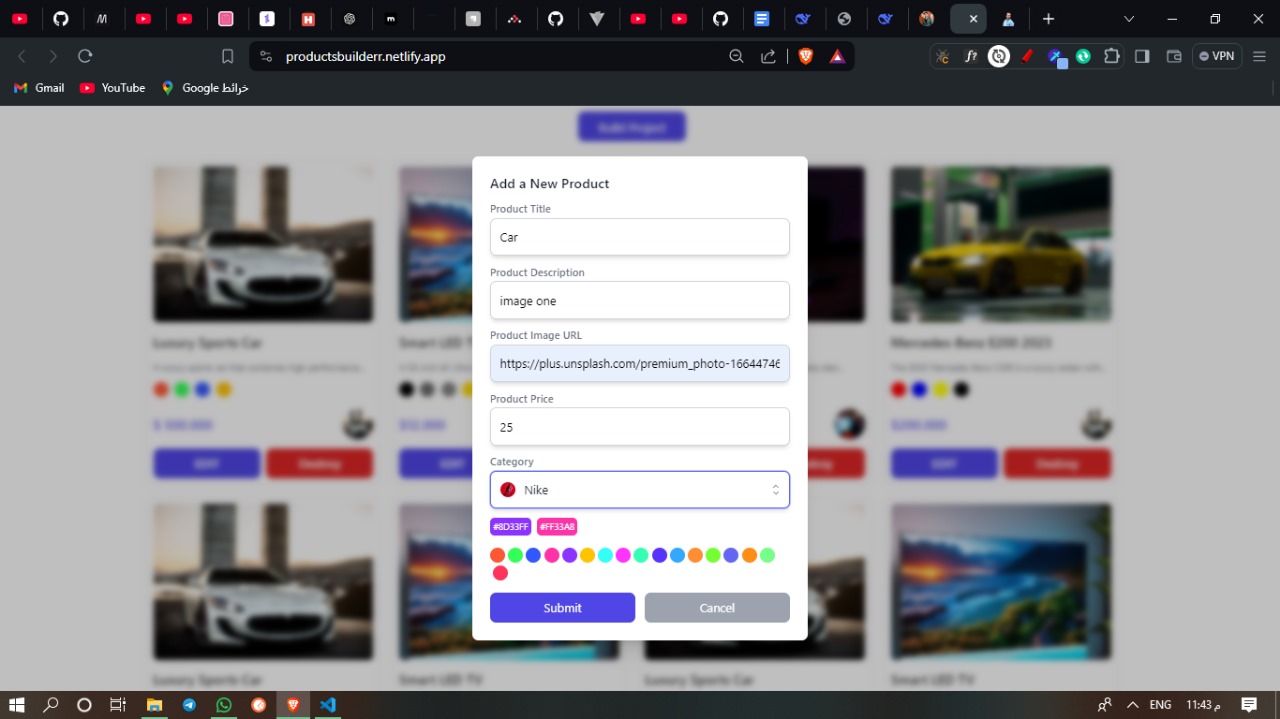 productsbuilderr.netlify.app
VPN
Gmail
YouTube
خرائط Google
Build Project
Add a New Product
Product Title
Car
Product Description
image one
Product Image URL
https://plus.unsplash.com/premium_photo-16644746
Product Price
25
Category
Nike
#8D33FF
#FF33A8
Submit
Cancel
Luxury Sports Car
Mercedes-Benz E200 2023
$ 500.000
$12.000
$200.000
EDIT
Destroy
EDIT
EDIT
Destroy
Luxury Sports Car
Smart LED TV
Luxury Sports Car
Smart LED TV
ENG
11:43 م